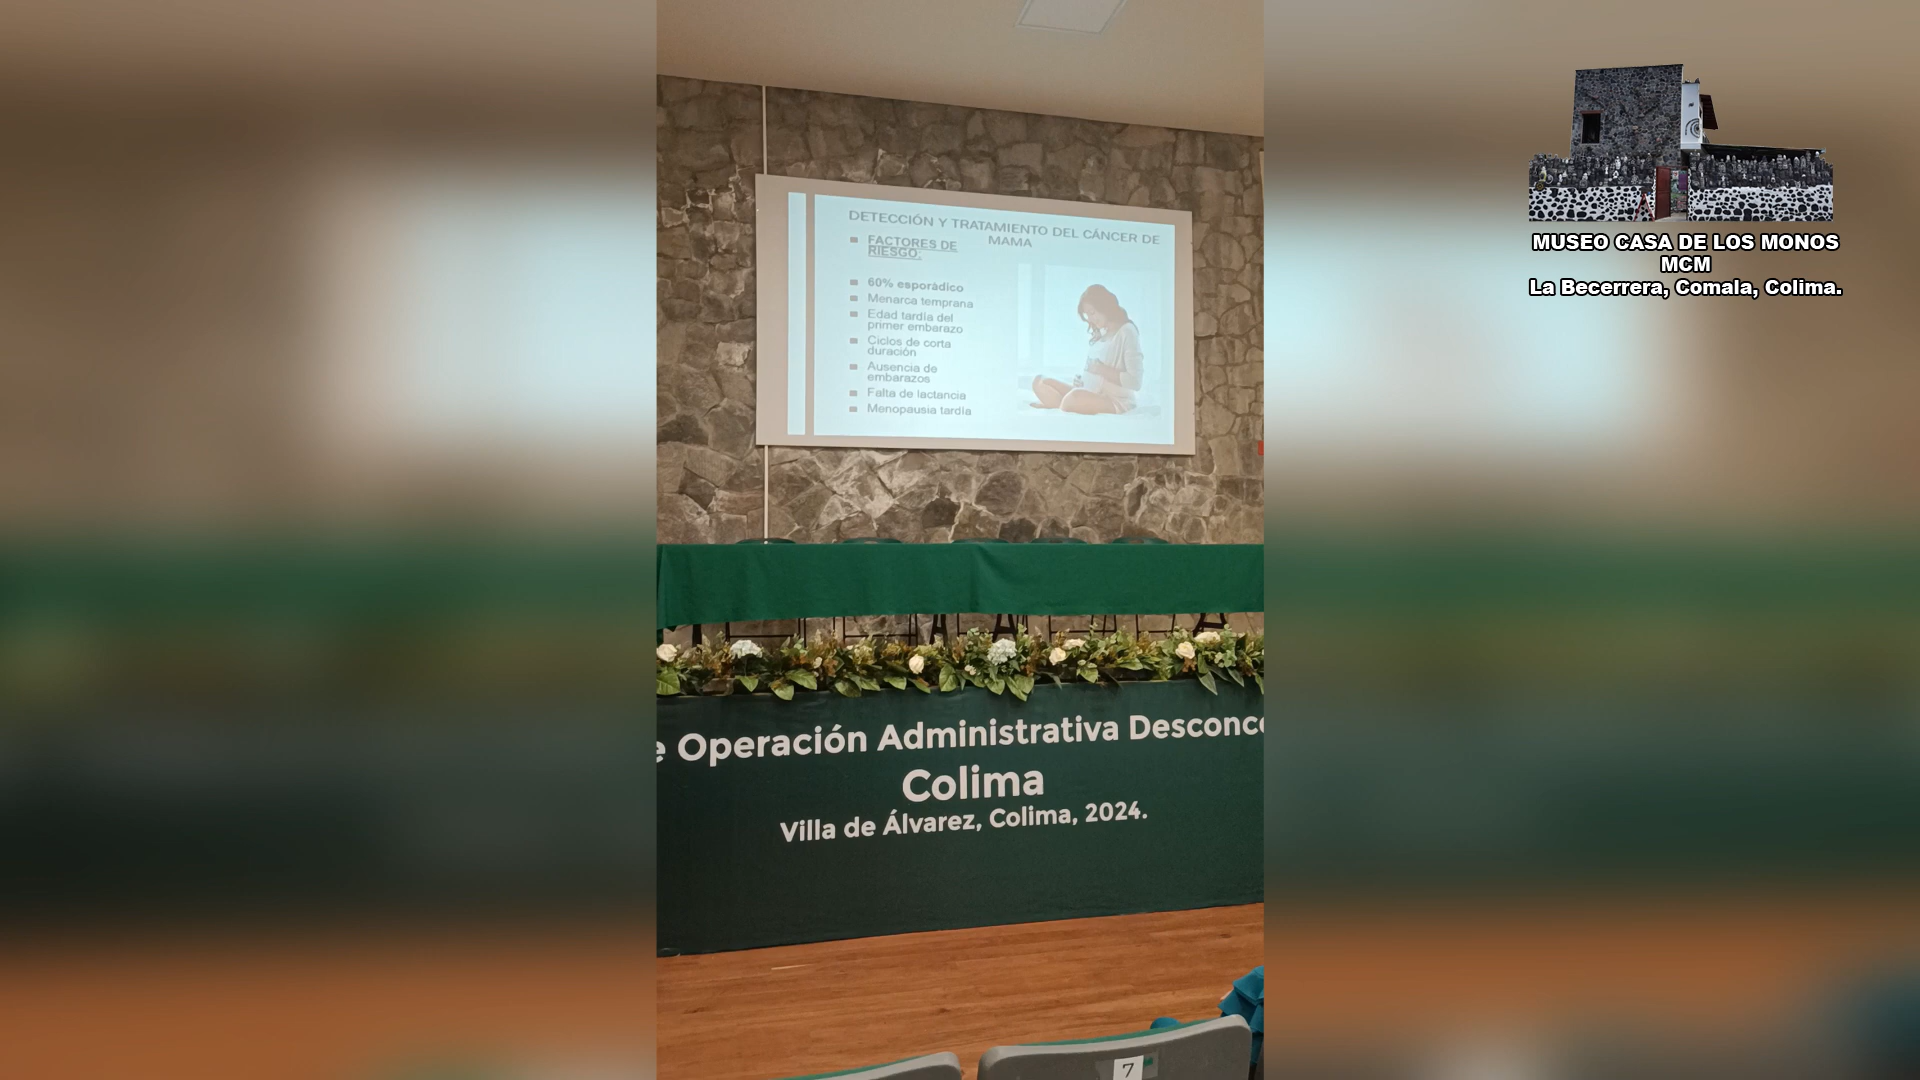 DETECCIÓN Y TRATAMIENTO DEL CÁNCER DE
MAMA
FACTORES DE
RIESGO:
60% esporádico
Menarca temprana
Edad tardía del
primer embarazo
Ciclos de corta
duración
Ausencia de
embarazos
Falta de lactancia
Menopausia tardía
e Operación Administrativa Desconce
Colima
Villa de Álvarez, Colima, 2024.
7
MUSEO CASA DE LOS MONOS
MCM
La Becerrera, Comala, Colima.